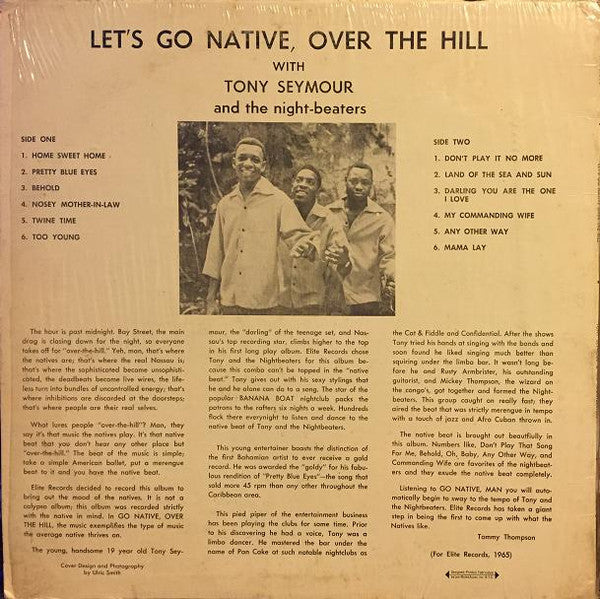 LET'S GO NATIVE, OVER THE HILL
WITH
TONY SEYMOUR
and the night-beaters
SIDE ONE
1. HOME SWEET HOME
2. PRETTY BLUE EYES
3. BEHOLD
4. NOSEY MOTHER-IN-LAW
5. TWINE TIME
6. TOO YOUNG
SIDE TWO
1. DON'T PLAY IT NO MORE
2. LAND OF THE SEA AND SUN
3. DARLING YOU ARE THE ONE
I LOVE
4. MY COMMANDING WIFE
5. ANY OTHER WAY
6. MAMA LAY
The hour is past midnight. Bay Street, the main
drag is closing down for the night, so everyone
takes off for "over-the-hill." Yeh, man, that's where
the natives are; that's where the real Nassau is;
that's where the sophisticated become unsophisti-
cated, the deadbeats become live wires, the life-
less turn into bundles of uncontrolled energy; that's
where inhibitions are discarded at the doorsteps;
that's where people are their real selves.
What lures people "over-the-hill"? Man, they
say it's that music the natives play. It's that native
beat that you don't hear any other place but
"over-the-hill." The beat of the music is simple;
take a simple American ballet, put a merengue
beat to it and you have the native beat.
Elite Records decided to record this album to
bring out the mood of the natives. It is not a
calypso album; this album was recorded strictly
with the native in mind. In GO NATIVE, OVER
THE HILL, the music exemplifies the type of music
the average native thrives on.
The young, handsome 19 year old Tony Sey-
mour, the "darling" of the teenage set, and Nas-
sau's top recording star, climbs higher to the top
in his first long play album. Elite Records chose
Tony and the Nightbeaters for this album be-
cause this combo can't be topped in the "native
beat." Tony gives out with his sexy stylings that
he and he alone can do to a song. The star of the
popular BANANA BOAT nightclub packs the
patrons to the rafters six nights a week. Hundreds
flock there everynight to listen and dance to the
native beat of Tony and the Nightbeaters.
This young entertainer boasts the distinction of
the first Bahamian artist to ever receive a gold
record. He was awarded the "goldy" for his fabu-
lous rendition of "Pretty Blue Eyes"—the song that
sold more 45 rpm than any other throughout the
Caribbean area.
This pied piper of the entertainment business
has been playing the clubs for some time. Prior
to his discovering he had a voice, Tony was a
limbo dancer. He mastered the bar under the
name of Pan Cake at such notable nightclubs as
the Cat & Fiddle and Confidential. After the shows
Tony tried his hands at singing with the bands and
soon found he liked singing much better than
squiring under the limbo bar. It wasn't long be-
fore he and Rusty Armbrister, his outstanding
guitarist, and Mickey Thompson, the wizard on
the congo's, got together and formed the Night-
beaters. This group caught on really fast; they
aired the beat that was strictly merengue in tempo
with a touch of jazz and Afro Cuban thrown in.
The native beat is brought out beautifully in
this album. Numbers like, Don't Play That Song
For Me, Behold, Oh, Baby, Any Other Way, and
Commanding Wife are favorites of the nightbeat-
ers and they exude the native beat completely.
Listening to GO NATIVE, MAN you will aut-
omatically begin to sway to the tempo of Tony and
the Nightbeaters. Elite Records has taken a giant
step in being the first to come up with what the
Natives like.
Tommy Thompson
(For Elite Records, 1965)
Cover Design and Photography
by Ulric Smith